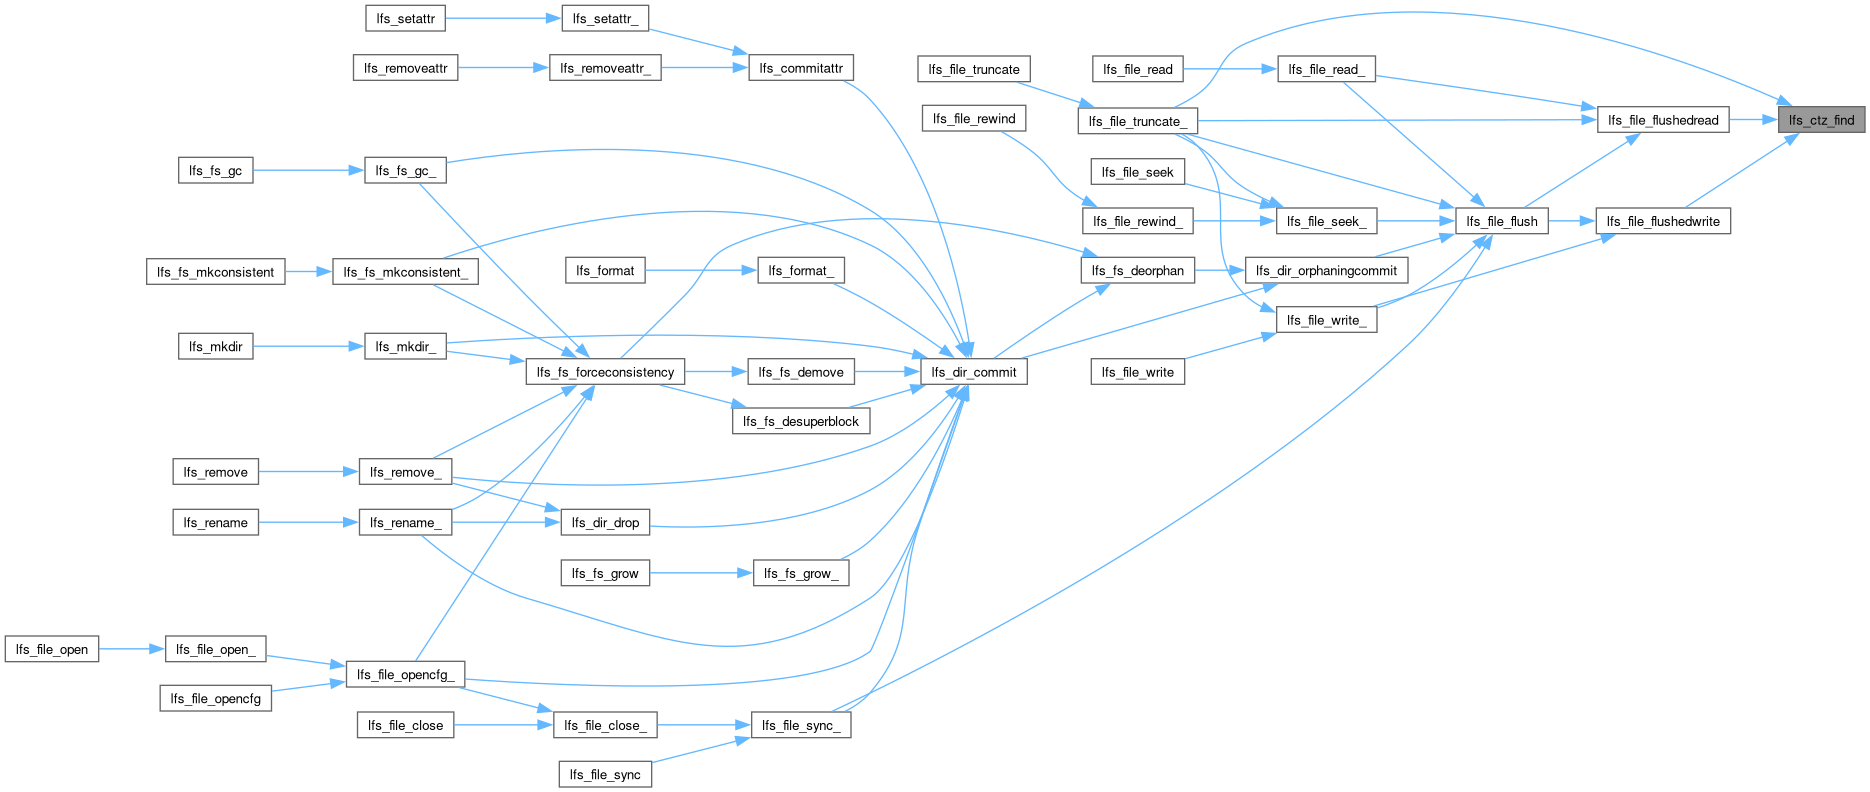 lfs_setattr
lfs_setattr_
lfs_removeattr
lfs_removeattr_
lfs_commitattr
lfs_file_truncate
lfs_file_read
lfs_file_read_
lfs_file_rewind
lfs_file_truncate_
lfs_file_flushedread
lfs_ctz_find
lfs_fs_gc
lfs_fs_gc_
lfs_file_seek
lfs_file_rewind_
lfs_file_seek_
lfs_file_flush
lfs_file_flushedwrite
lfs_fs_mkconsistent
lfs_fs_mkconsistent_
lfs_format
lfs_format_
lfs_fs_deorphan
lfs_dir_orphaningcommit
lfs_file_write_
lfs_mkdir
lfs_mkdir_
lfs_fs_forceconsistency
lfs_fs_demove
lfs_dir_commit
lfs_file_write
lfs_fs_desuperblock
lfs_remove
lfs_remove_
lfs_rename
lfs_rename_
lfs_dir_drop
lfs_fs_grow
lfs_fs_grow_
lfs_file_open
lfs_file_open_
lfs_file_opencfg_
lfs_file_opencfg
lfs_file_close
lfs_file_close_
lfs_file_sync_
lfs_file_sync